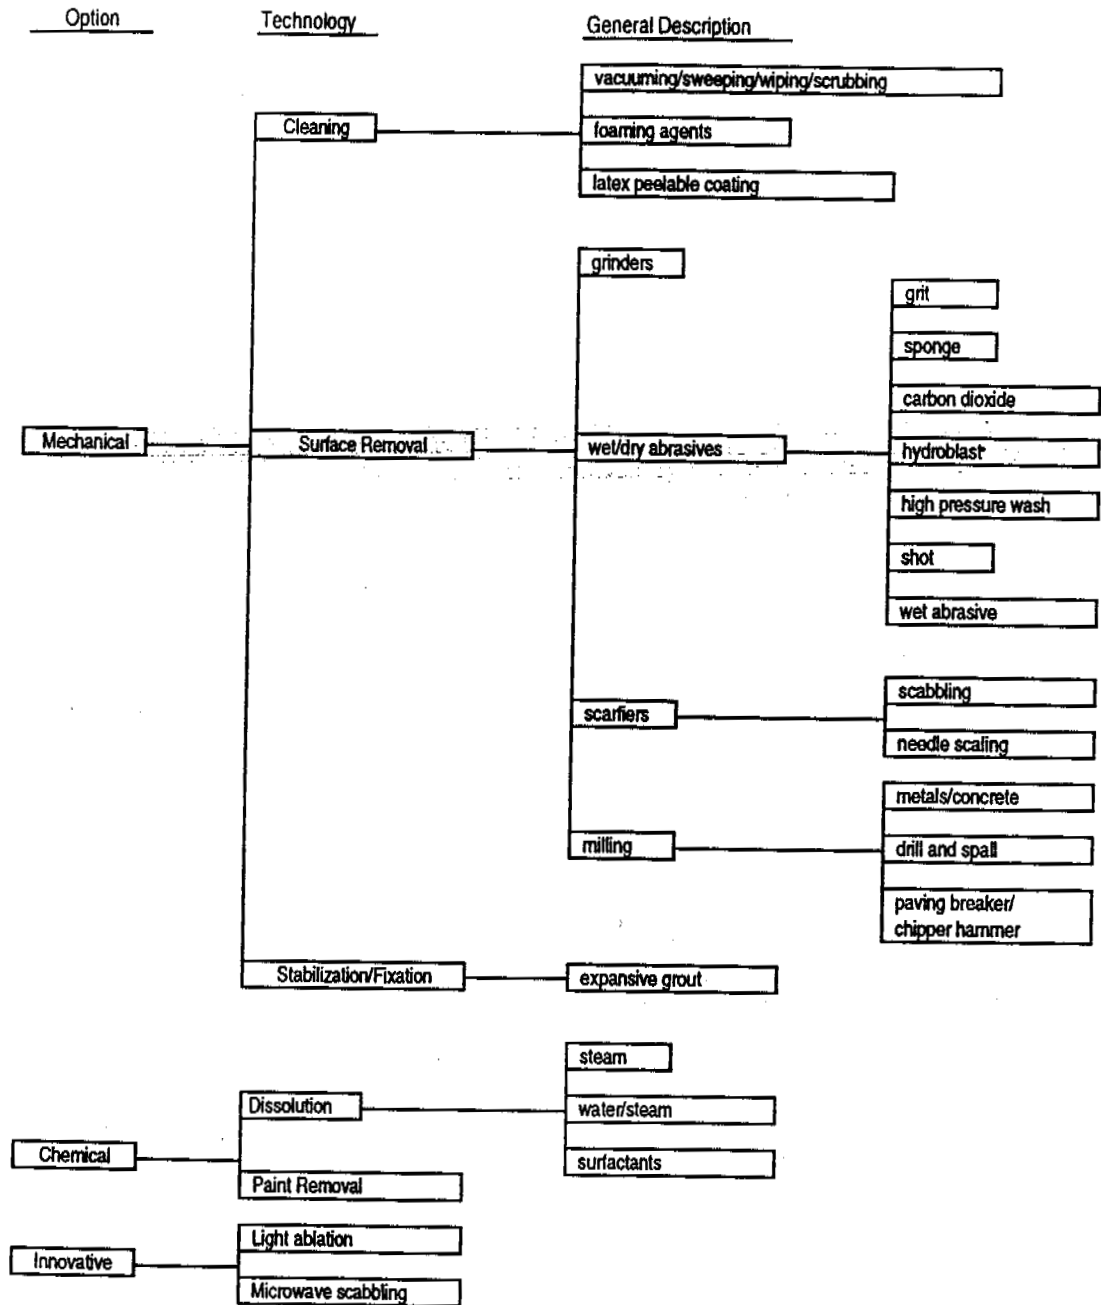 Option
Technology
General Description
vacuuming/sweeping/wiping/scrubbing
Cleaning
foaming agents
latex peelable coating
grinders
grit
sponge
carbon dioxide
Mechanical
Surface Removal
wet/dry abrasives
hydroblast
high pressure wash
shot
wet abrasive
scabbling
scarfiers
needle scaling
metals/concrete
milling
drill and spall
paving breaker/
chipper hammer
Stabilization/Fixation
expansive grout
steam
Dissolution
water/steam
Chemical
surfactants
Paint Removal
Light ablation
Innovative
Microwave scabbling